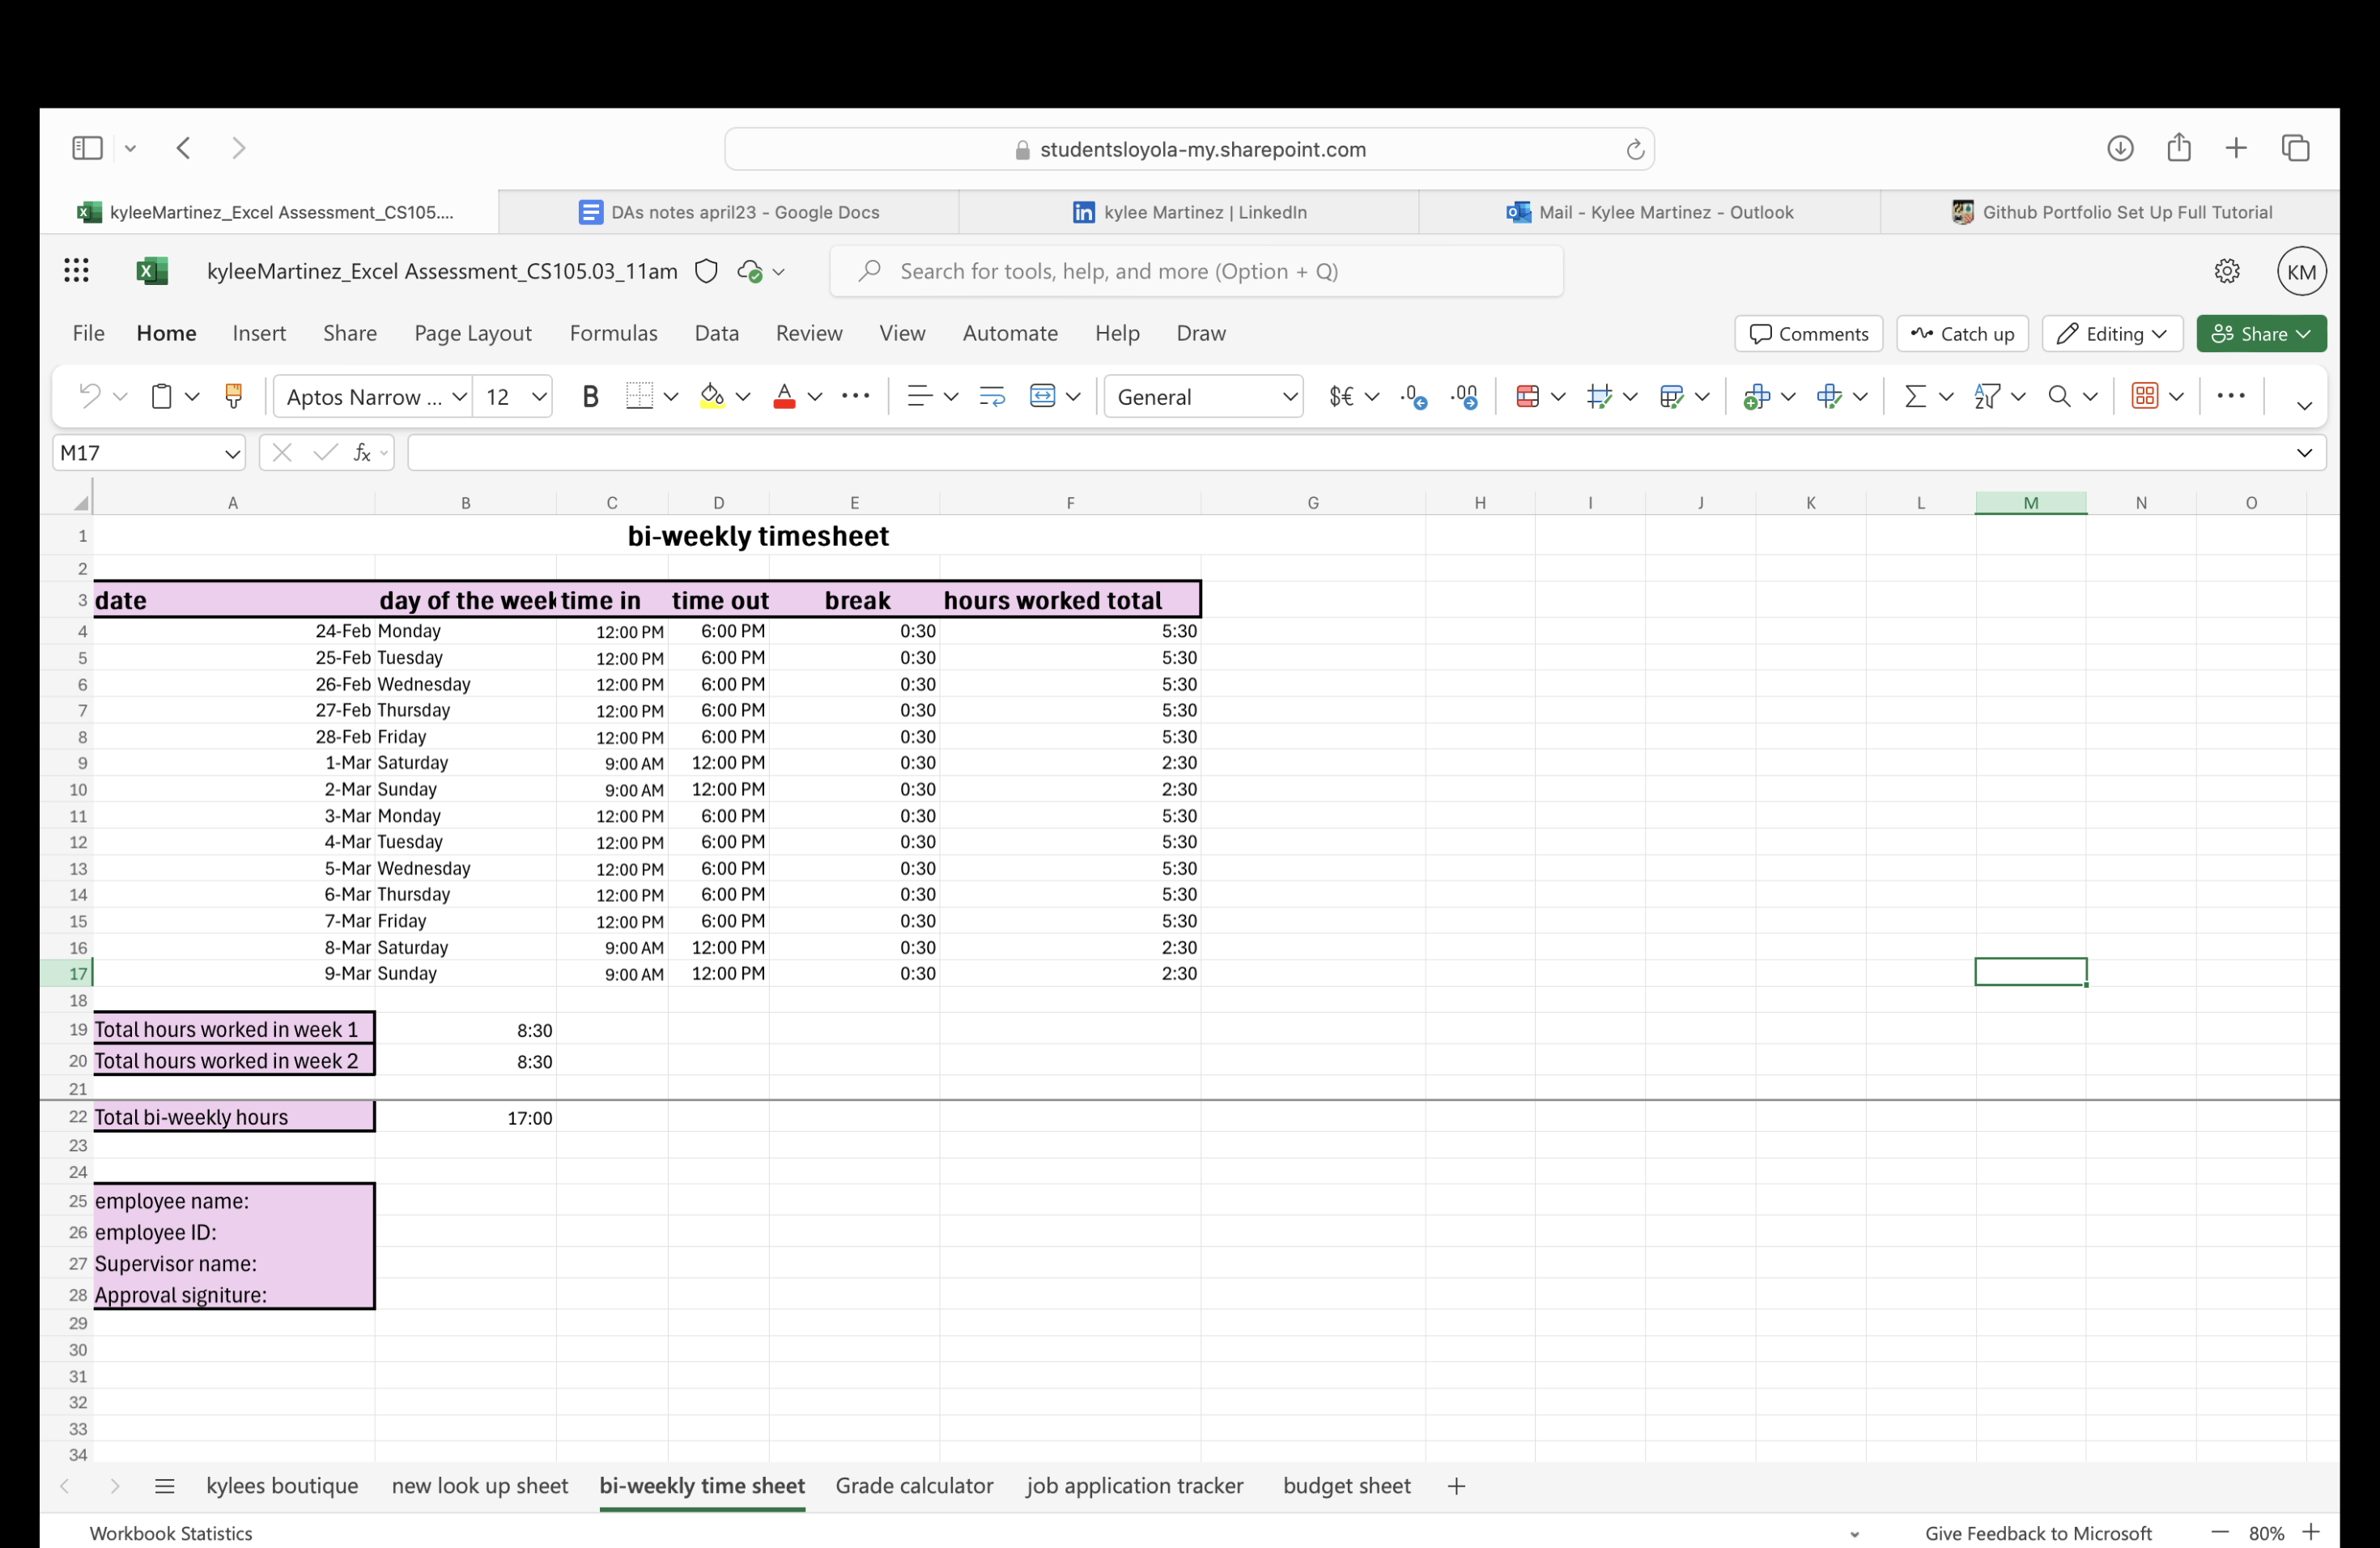 studentsloyola-my.sharepoint.com
kyleeMartinez_Excel Assessment_CS105.... DAs notes april23 - Google Docs kylee Martinez | LinkedIn Mail - Kylee Martinez - Outlook Github Portfolio Set Up Full Tutorial
kyleeMartinez_Excel Assessment_CS105.03_11am Search for tools, help, and more (Option + Q) KM
File Home Insert Share Page Layout Formulas Data Review View Automate Help Draw Comments Catch up Editing Share
Aptos Narrow ... 12 B A General $€ .0 .00
M17 fx
A B C D E F G H I J K L M N O
1 bi-weekly timesheet
2
3 date day of the week time in time out break hours worked total
4 24-Feb Monday 12:00 PM 6:00 PM 0:30 5:30
5 25-Feb Tuesday 12:00 PM 6:00 PM 0:30 5:30
6 26-Feb Wednesday 12:00 PM 6:00 PM 0:30 5:30
7 27-Feb Thursday 12:00 PM 6:00 PM 0:30 5:30
8 28-Feb Friday 12:00 PM 6:00 PM 0:30 5:30
9 1-Mar Saturday 9:00 AM 12:00 PM 0:30 2:30
10 2-Mar Sunday 9:00 AM 12:00 PM 0:30 2:30
11 3-Mar Monday 12:00 PM 6:00 PM 0:30 5:30
12 4-Mar Tuesday 12:00 PM 6:00 PM 0:30 5:30
13 5-Mar Wednesday 12:00 PM 6:00 PM 0:30 5:30
14 6-Mar Thursday 12:00 PM 6:00 PM 0:30 5:30
15 7-Mar Friday 12:00 PM 6:00 PM 0:30 5:30
16 8-Mar Saturday 9:00 AM 12:00 PM 0:30 2:30
17 9-Mar Sunday 9:00 AM 12:00 PM 0:30 2:30
18
19 Total hours worked in week 1 8:30
20 Total hours worked in week 2 8:30
21
22 Total bi-weekly hours 17:00
23
24
25 employee name:
26 employee ID:
27 Supervisor name:
28 Approval signiture:
29
30
31
32
33
34
kylees boutique new look up sheet bi-weekly time sheet Grade calculator job application tracker budget sheet
Workbook Statistics Give Feedback to Microsoft 80%